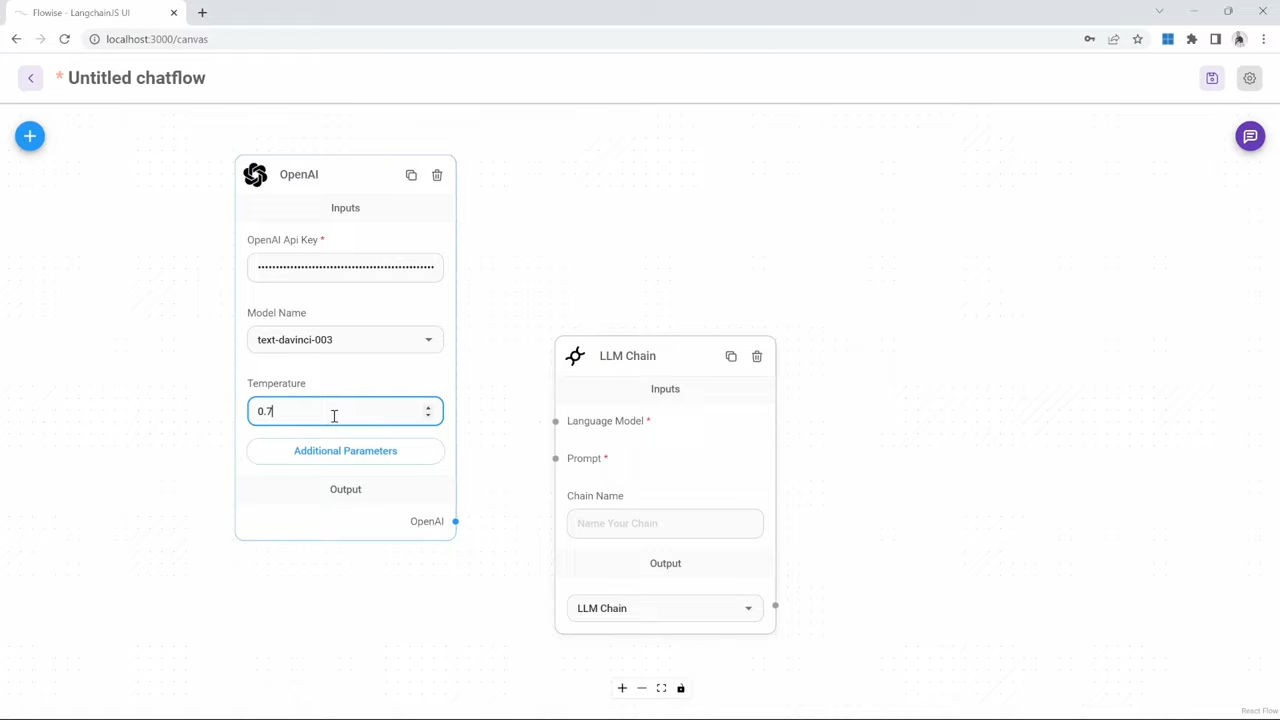 Flowise - LangchainJS UI
localhost:3000/canvas
* Untitled chatflow
OpenAI
Inputs
OpenAI Api Key *
••••••••••••••••••••••••••••••••••••••••••••••••
Model Name
text-davinci-003
Temperature
0.7
Additional Parameters
Output
OpenAI
LLM Chain
Inputs
Language Model *
Prompt *
Chain Name
Name Your Chain
Output
LLM Chain
React Flow